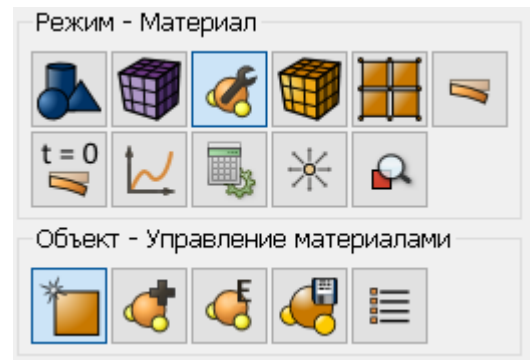 Режим - Материал
t = 0
Объект - Управление материалами
E